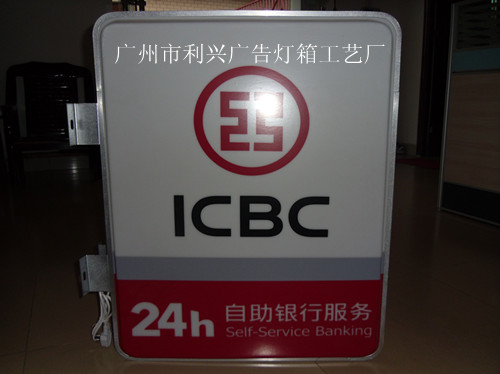 广州市利兴广告灯箱工艺厂
ICBC
24h 自助银行服务
Self-Service Banking